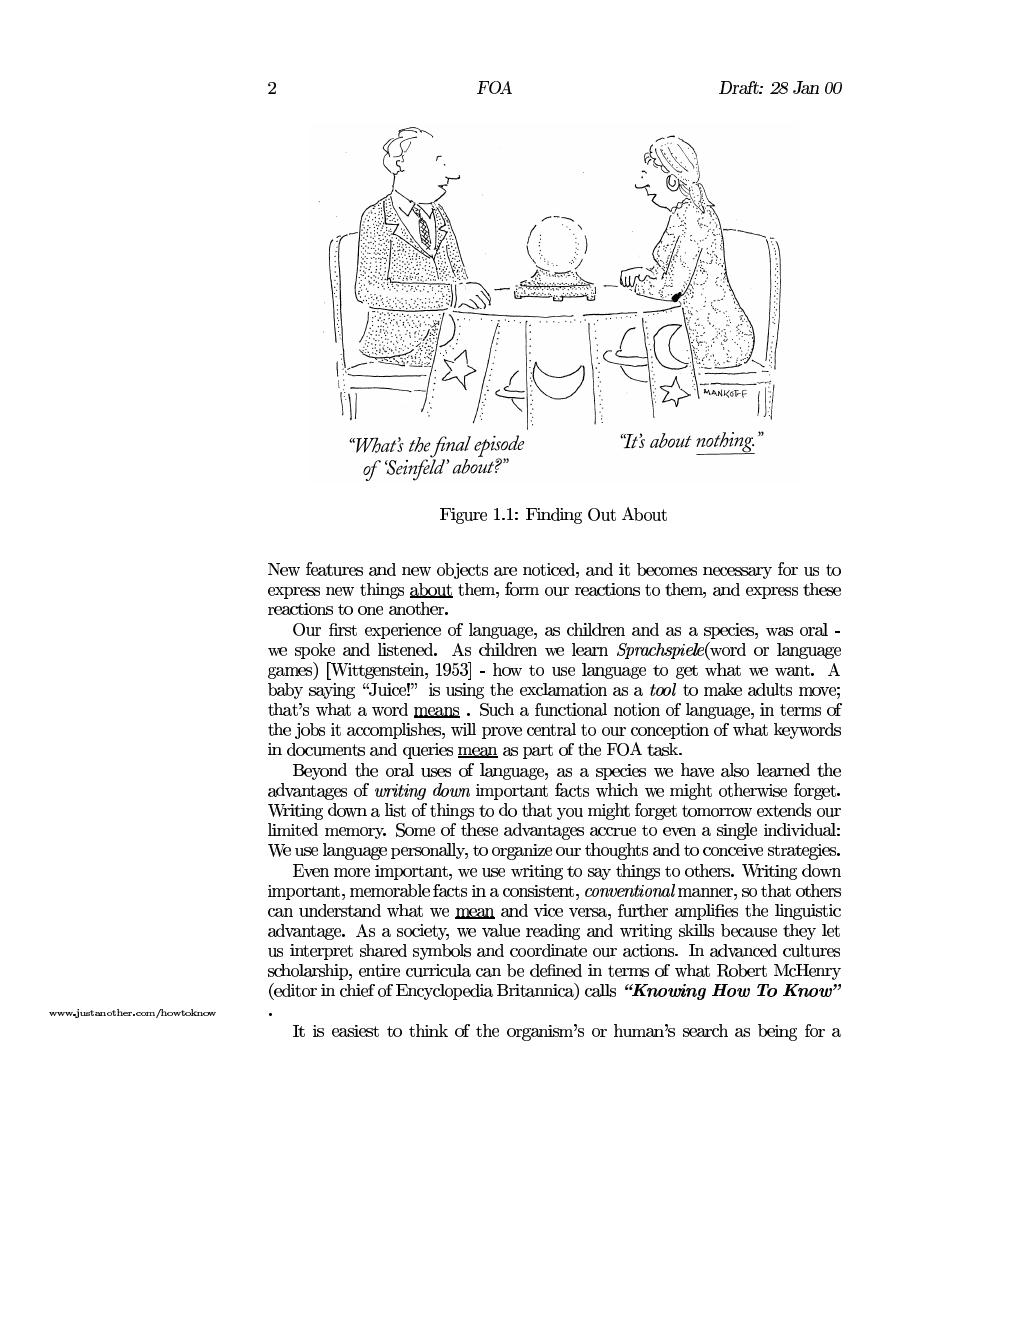 2 FOA Draft: 28 Jan 00
MANKOFF
“What’s the final episode
of ‘Seinfeld’ about?”
“It’s about nothing.”
Figure 1.1: Finding Out About
New features and new objects are noticed, and it becomes necessary for us to
express new things about them, form our reactions to them, and express these
reactions to one another.
Our first experience of language, as children and as a species, was oral -
we spoke and listened. As children we learn Sprachspiele(word or language
games) [Wittgenstein, 1953] - how to use language to get what we want. A
baby saying “Juice!” is using the exclamation as a tool to make adults move;
that’s what a word means . Such a functional notion of language, in terms of
the jobs it accomplishes, will prove central to our conception of what keywords
in documents and queries mean as part of the FOA task.
Beyond the oral uses of language, as a species we have also learned the
advantages of writing down important facts which we might otherwise forget.
Writing down a list of things to do that you might forget tomorrow extends our
limited memory. Some of these advantages accrue to even a single individual:
We use language personally, to organize our thoughts and to conceive strategies.
Even more important, we use writing to say things to others. Writing down
important, memorable facts in a consistent, conventional manner, so that others
can understand what we mean and vice versa, further amplifies the linguistic
advantage. As a society, we value reading and writing skills because they let
us interpret shared symbols and coordinate our actions. In advanced cultures
scholarship, entire curricula can be defined in terms of what Robert McHenry
(editor in chief of Encyclopedia Britannica) calls “Knowing How To Know”
www.justanother.com/howtoknow .
It is easiest to think of the organism’s or human’s search as being for a